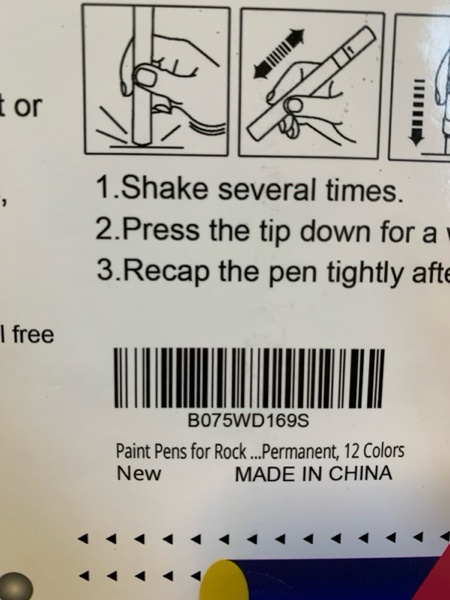 t or
1.Shake several times.
,
2.Press the tip down for a
3.Recap the pen tightly afte
l free
B075WD169S
Paint Pens for Rock ...Permanent, 12 Colors
New MADE IN CHINA